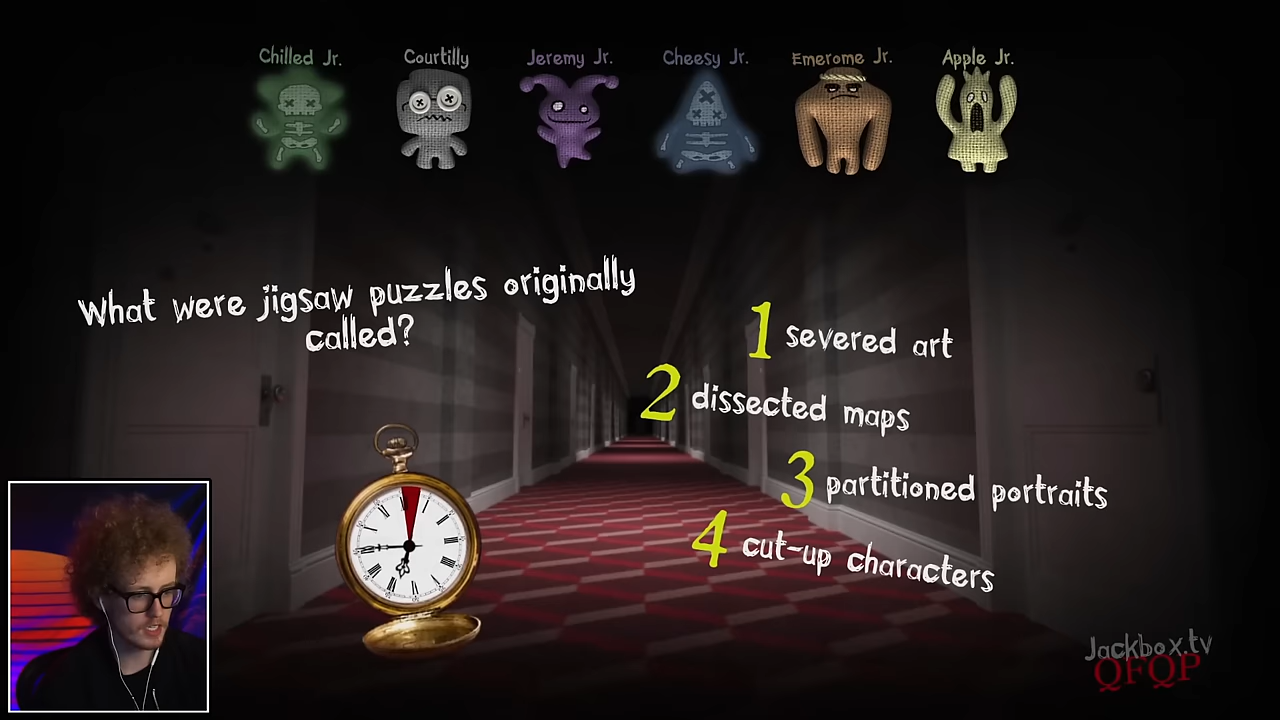 Chilled Jr. Courtilly Jeremy Jr. Cheesy Jr. Emerome Jr. Apple Jr.
What were jigsaw puzzles originally
called?
1 severed art
2 dissected maps
3 partitioned portraits
4 cut-up characters
Jackbox.tv
QFQP